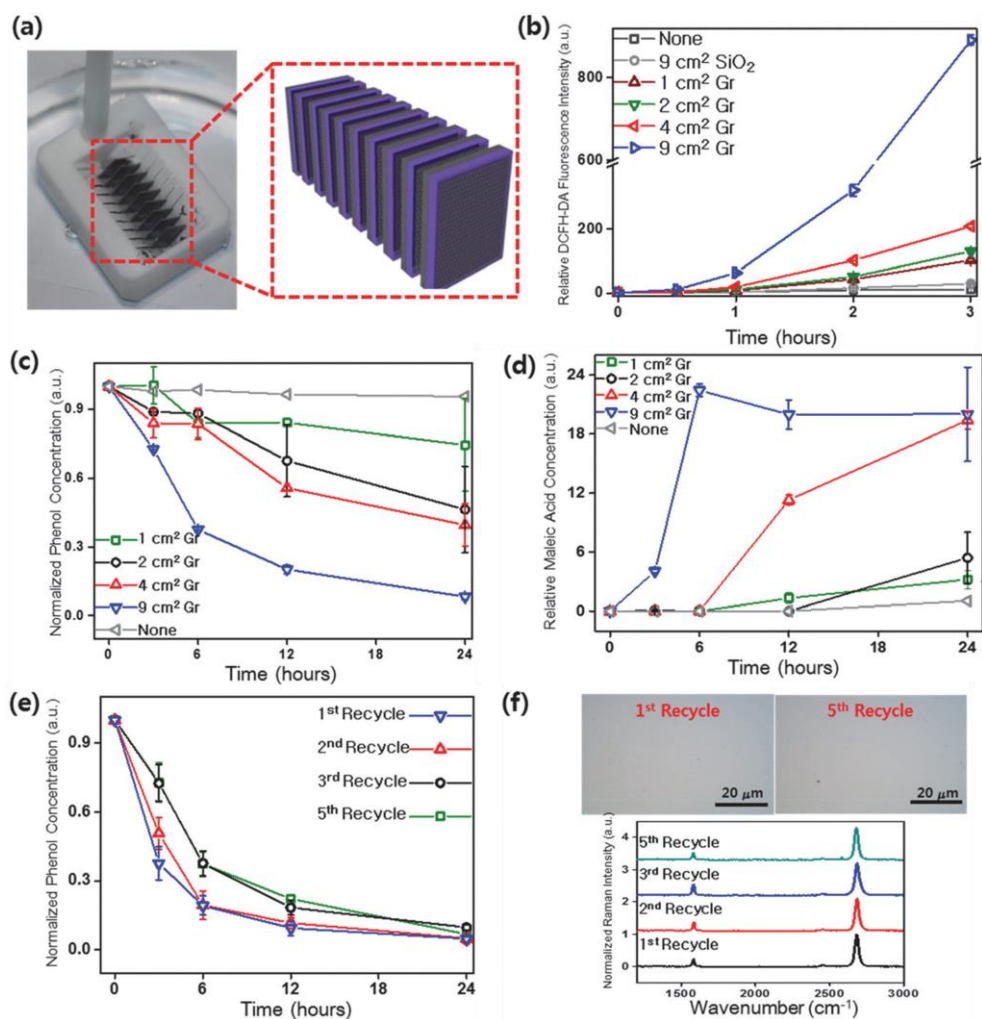 (a)
(b)
Relative DCFH-DA Fluorescence Intensity (a.u.)
800
600
200
0
None
9 cm² SiO₂
1 cm² Gr
2 cm² Gr
4 cm² Gr
9 cm² Gr
0 1 2 3
Time (hours)
(c)
Normalized Phenol Concentration (a.u.)
0.9
0.6
0.3
0.0
1 cm² Gr
2 cm² Gr
4 cm² Gr
9 cm² Gr
None
0 6 12 18 24
Time (hours)
(d)
Relative Maleic Acid Concentration (a.u.)
24
18
12
6
0
1 cm² Gr
2 cm² Gr
4 cm² Gr
9 cm² Gr
None
0 6 12 18 24
Time (hours)
(e)
Normalized Phenol Concentration (a.u.)
0.9
0.6
0.3
0.0
1st Recycle
2nd Recycle
3rd Recycle
5th Recycle
0 6 12 18 24
Time (hours)
(f)
1st Recycle
20 μm
5th Recycle
20 μm
Normalized Raman Intensity (a.u.)
4
3
2
1
0
5th Recycle
3rd Recycle
2nd Recycle
1st Recycle
1500 2000 2500 3000
Wavenumber (cm⁻¹)